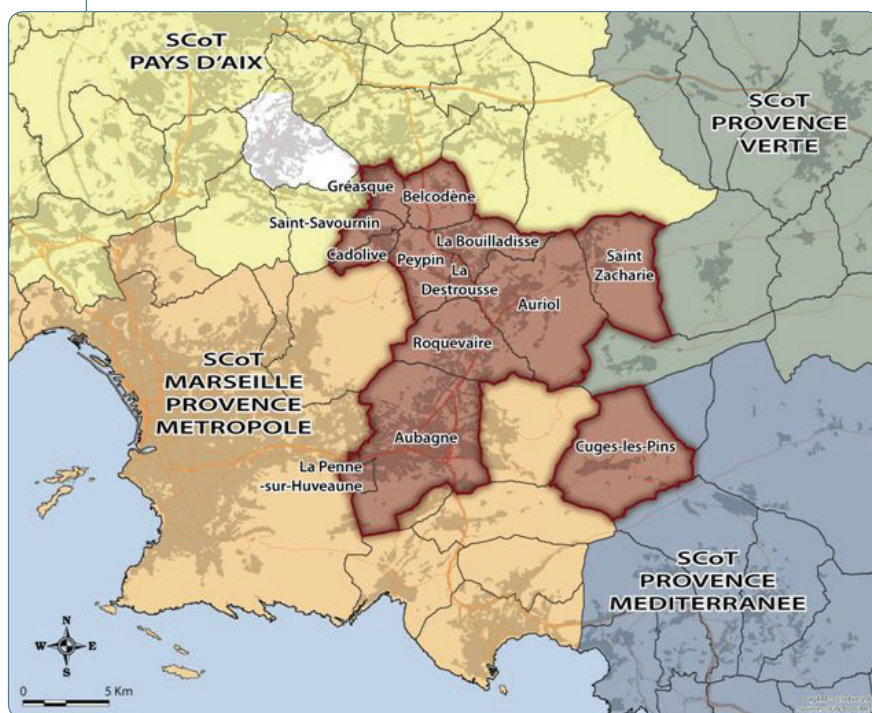 SCoT
PAYS D'AIX
SCoT
PROVENCE
VERTE
Gréasque
Belcodène
Saint-Savournin
La Bouilladisse
Cadolive
Peypin
La
Destrousse
Saint
Zacharie
Auriol
Roquevaire
SCoT
MARSEILLE
PROVENCE
METROPOLE
Aubagne
Cuges-les-Pins
La Penne
-sur-Huveaune
SCoT
PROVENCE
MEDITERRANEE
N
W
E
S
0
5 Km